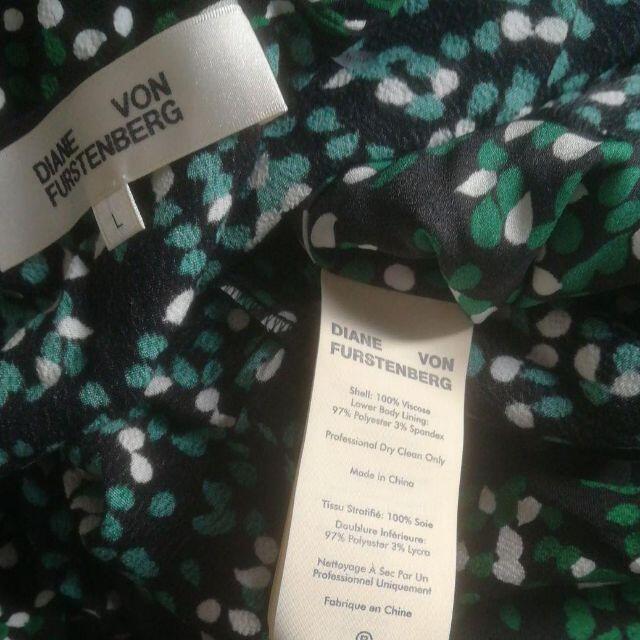 DIANE VON
FURSTENBERG
L
DIANE VON
FURSTENBERG
Shell: 100% Viscose
Lower Body Lining:
97% Polyester 3% Spandex
Professional Dry Clean Only
Made in China
Tissu Stratifié: 100% Soie
Doublure Inférieure:
97% Polyester 3% Lycra
Nettoyage À Sec Par Un
Professionnel Uniquement
Fabrique en Chine